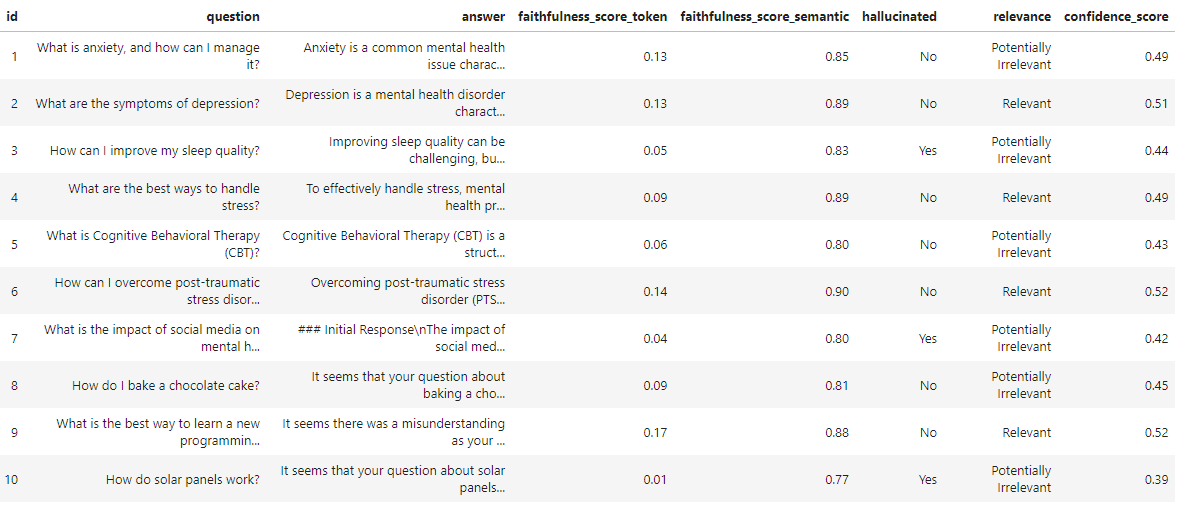 id question answer faithfulness_score_token faithfulness_score_semantic hallucinated relevance confidence_score
1 What is anxiety, and how can I manage it? Anxiety is a common mental health issue charac... 0.13 0.85 No Potentially Irrelevant 0.49
2 What are the symptoms of depression? Depression is a mental health disorder charact... 0.13 0.89 No Relevant 0.51
3 How can I improve my sleep quality? Improving sleep quality can be challenging, bu... 0.05 0.83 Yes Potentially Irrelevant 0.44
4 What are the best ways to handle stress? To effectively handle stress, mental health pr... 0.09 0.89 No Relevant 0.49
5 What is Cognitive Behavioral Therapy (CBT)? Cognitive Behavioral Therapy (CBT) is a struct... 0.06 0.80 No Potentially Irrelevant 0.43
6 How can I overcome post-traumatic stress disor... Overcoming post-traumatic stress disorder (PTS... 0.14 0.90 No Relevant 0.52
7 What is the impact of social media on mental h... ### Initial Response\nThe impact of social med... 0.04 0.80 Yes Potentially Irrelevant 0.42
8 How do I bake a chocolate cake? It seems that your question about baking a cho... 0.09 0.81 No Potentially Irrelevant 0.45
9 What is the best way to learn a new programmin... It seems there was a misunderstanding as your ... 0.17 0.88 No Relevant 0.52
10 How do solar panels work? It seems that your question about solar panels... 0.01 0.77 Yes Potentially Irrelevant 0.39